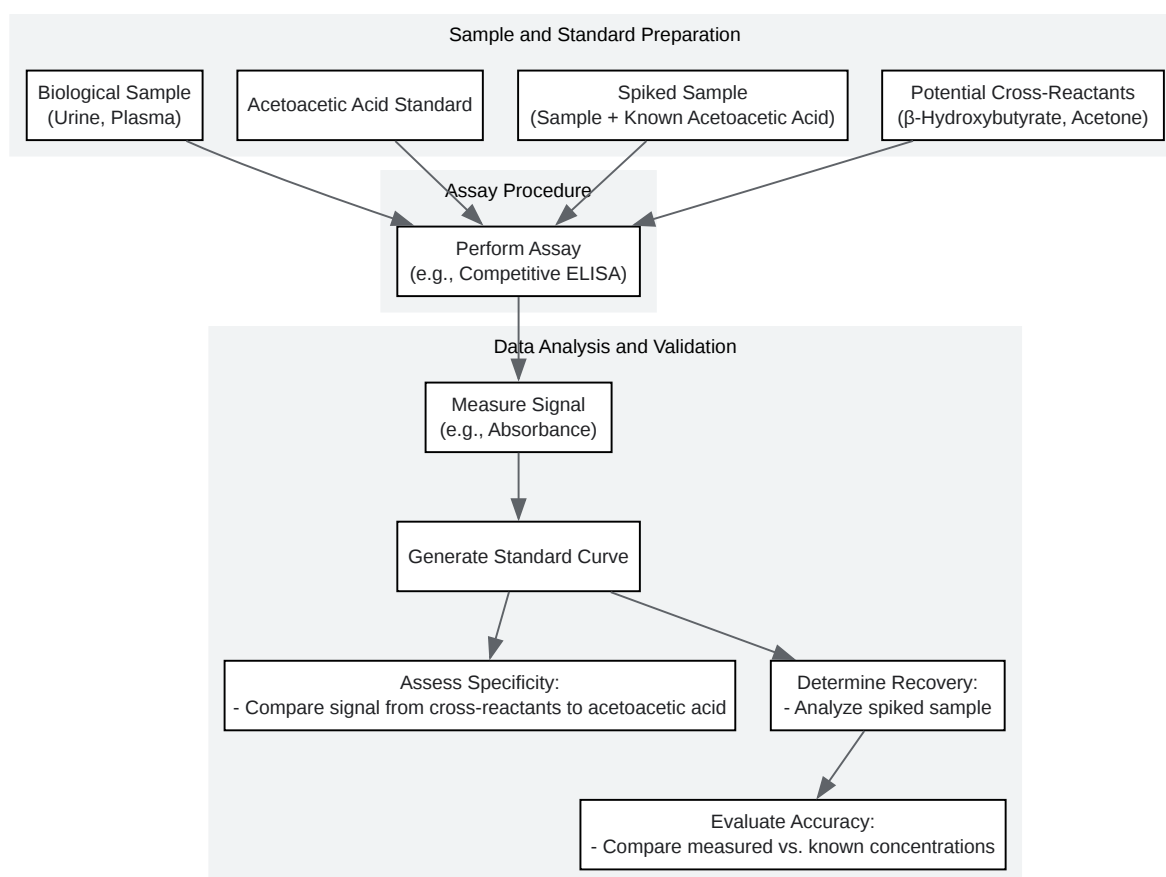 Sample and Standard Preparation
Biological Sample
(Urine, Plasma)
Acetoacetic Acid Standard
Spiked Sample
(Sample + Known Acetoacetic Acid)
Potential Cross-Reactants
(β-Hydroxybutyrate, Acetone)
Assay Procedure
Perform Assay
(e.g., Competitive ELISA)
Data Analysis and Validation
Measure Signal
(e.g., Absorbance)
Generate Standard Curve
Assess Specificity:
- Compare signal from cross-reactants to acetoacetic acid
Determine Recovery:
- Analyze spiked sample
Evaluate Accuracy:
- Compare measured vs. known concentrations